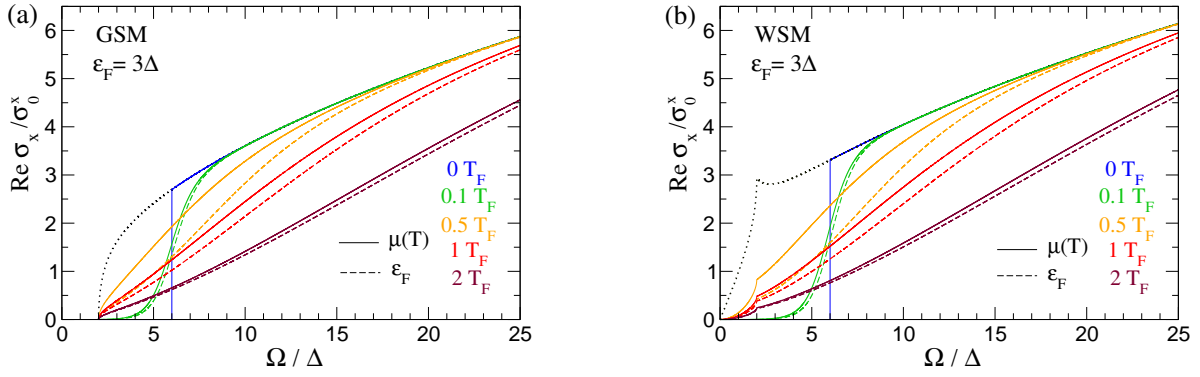 (a)
GSM
ε_F = 3Δ
Re σ_x / σ_0^x
6
5
4
3
2
1
0
0 T_F
0.1 T_F
0.5 T_F
1 T_F
2 T_F
μ(T)
ε_F
0 5 10 15 20 25
Ω / Δ
(b)
WSM
ε_F = 3Δ
Re σ_x / σ_0^x
6
5
4
3
2
1
0
0 T_F
0.1 T_F
0.5 T_F
1 T_F
2 T_F
μ(T)
ε_F
0 5 10 15 20 25
Ω / Δ